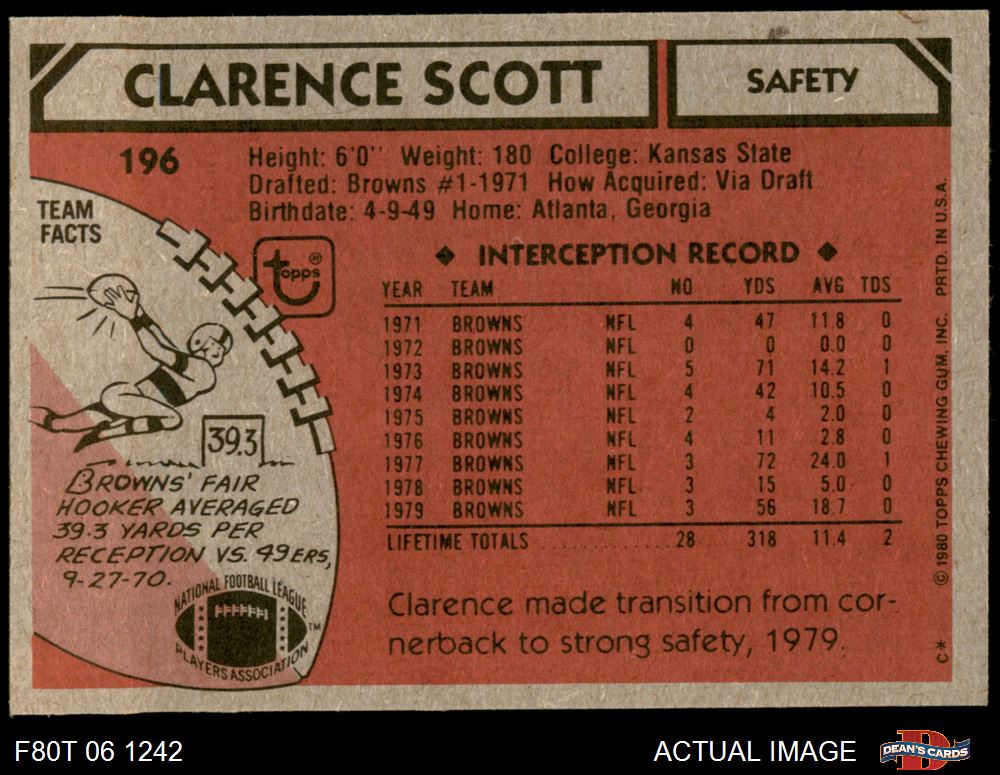 CLARENCE SCOTT
SAFETY
196
Height: 6'0" Weight: 180 College: Kansas State
Drafted: Browns #1-1971 How Acquired: Via Draft
Birthdate: 4-9-49 Home: Atlanta, Georgia
TEAM
FACTS
topps®
39.3
BROWNS' FAIR
HOOKER AVERAGED
39.3 YARDS PER
RECEPTION VS. 49ERS,
9-27-70.
NATIONAL FOOTBALL LEAGUE
PLAYERS ASSOCIATION
TM
◆ INTERCEPTION RECORD ◆
YEAR TEAM NO YDS AVG TDS
1971 BROWNS NFL 4 47 11.8 0
1972 BROWNS NFL 0 0 0.0 0
1973 BROWNS NFL 5 71 14.2 1
1974 BROWNS NFL 4 42 10.5 0
1975 BROWNS NFL 2 4 2.0 0
1976 BROWNS NFL 4 11 2.8 0
1977 BROWNS NFL 3 72 24.0 1
1978 BROWNS NFL 3 15 5.0 0
1979 BROWNS NFL 3 56 18.7 0
LIFETIME TOTALS .......... 28 318 11.4 2
Clarence made transition from cor-
nerback to strong safety, 1979.
C* © 1980 TOPPS CHEWING GUM, INC. PRTD. IN U.S.A.
F80T 06 1242
ACTUAL IMAGE
D
DEAN'S CARDS